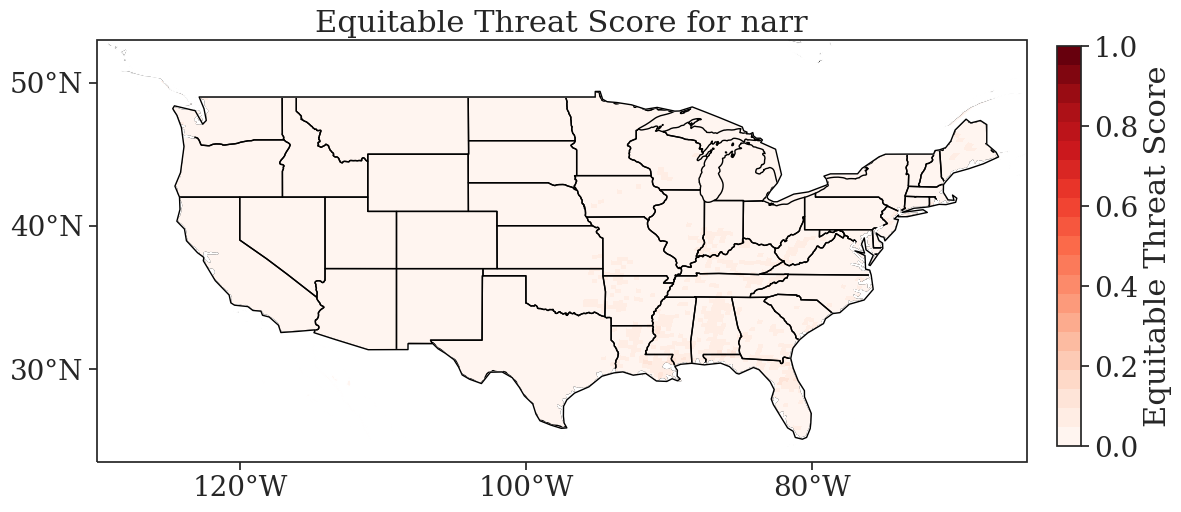 Equitable Threat Score for narr
50°N
40°N
30°N
120°W
100°W
80°W
1.0
0.8
0.6
0.4
0.2
0.0
Equitable Threat Score